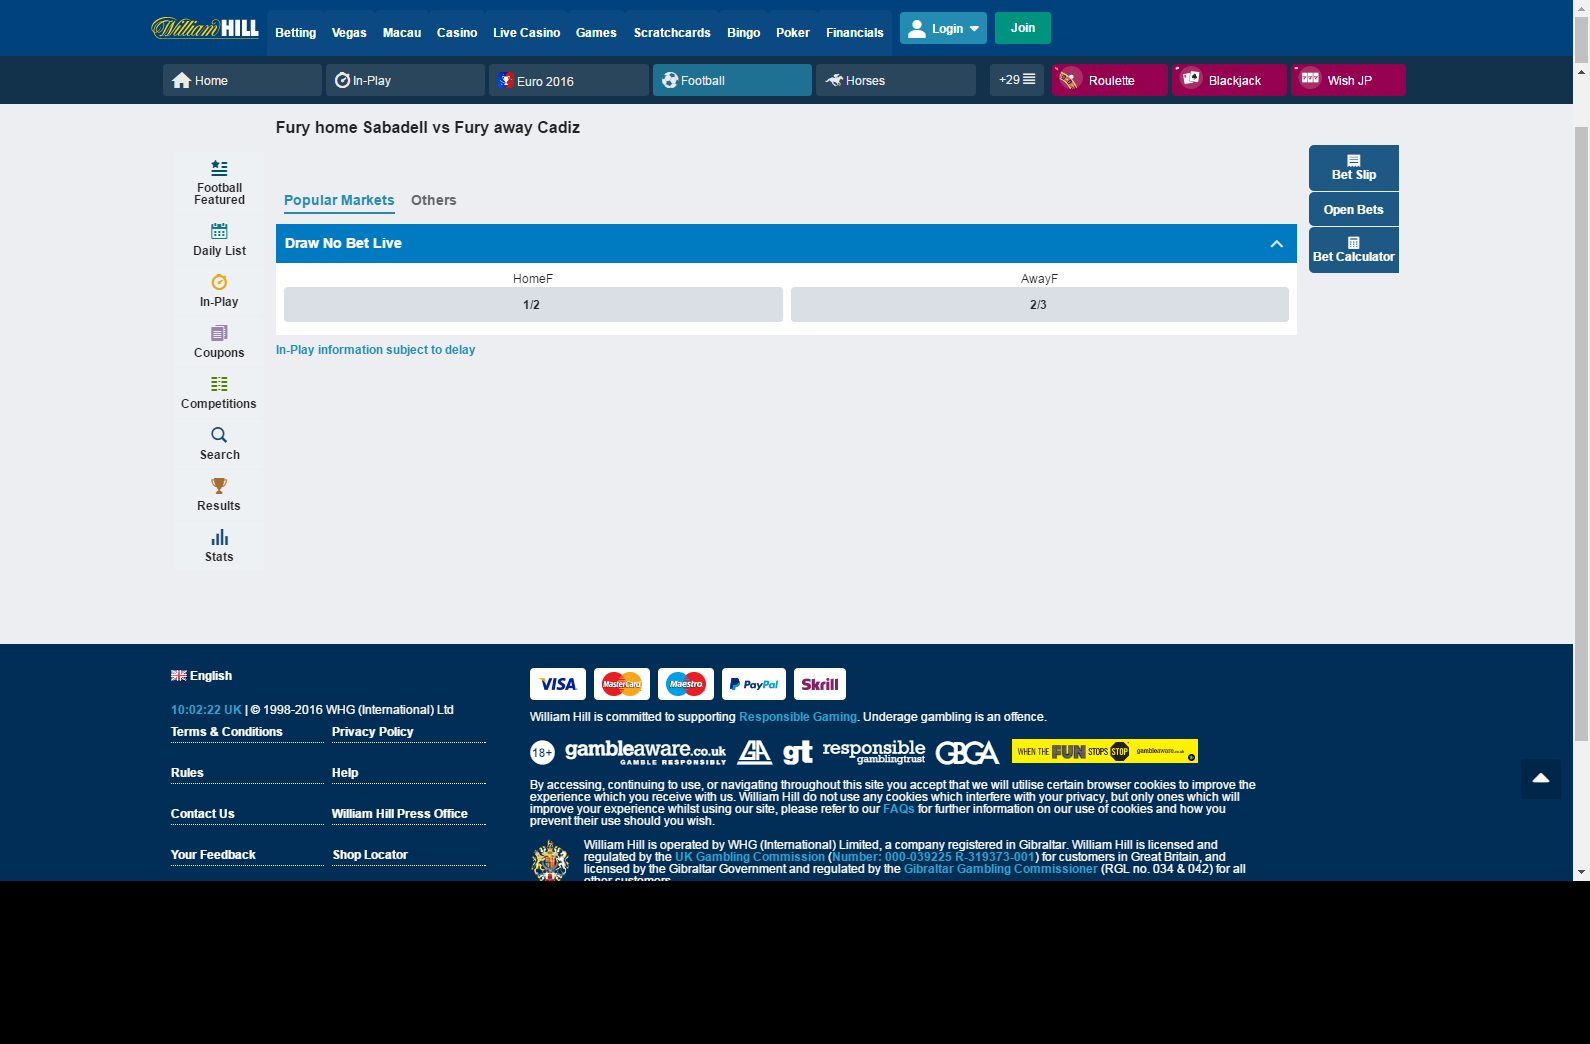 William HILL
Betting Vegas Macau Casino Live Casino Games Scratchcards Bingo Poker Financials Login Join
Home In-Play Euro 2016 Football Horses +29 Roulette Blackjack Wish JP
Fury home Sabadell vs Fury away Cadiz
Football
Featured
Daily List
In-Play
Coupons
Competitions
Search
Results
Stats
Popular Markets Others
Draw No Bet Live
HomeF AwayF
1/2 2/3
In-Play information subject to delay
Bet Slip
Open Bets
Bet Calculator
English
10:02:22 UK | © 1998-2016 WHG (International) Ltd
Terms & Conditions Privacy Policy
Rules Help
Contact Us William Hill Press Office
Your Feedback Shop Locator
VISA MasterCard Maestro PayPal Skrill
William Hill is committed to supporting Responsible Gaming. Underage gambling is an offence.
18+ gambleaware.co.uk GAMBLE RESPONSIBLY GA gt responsible gamblingtrust GBGA WHEN THE FUN STOPS STOP gambleaware.co.uk
By accessing, continuing to use, or navigating throughout this site you accept that we will utilise certain browser cookies to improve the
experience which you receive with us. William Hill do not use any cookies which interfere with your privacy, but only ones which will
improve your experience whilst using our site, please refer to our FAQs for further information on our use of cookies and how you
prevent their use should you wish.
William Hill is operated by WHG (International) Limited, a company registered in Gibraltar. William Hill is licensed and
regulated by the UK Gambling Commission (Number: 000-039225 R-319373-001) for customers in Great Britain, and
licensed by the Gibraltar Government and regulated by the Gibraltar Gambling Commissioner (RGL no. 034 & 042) for all
other customers